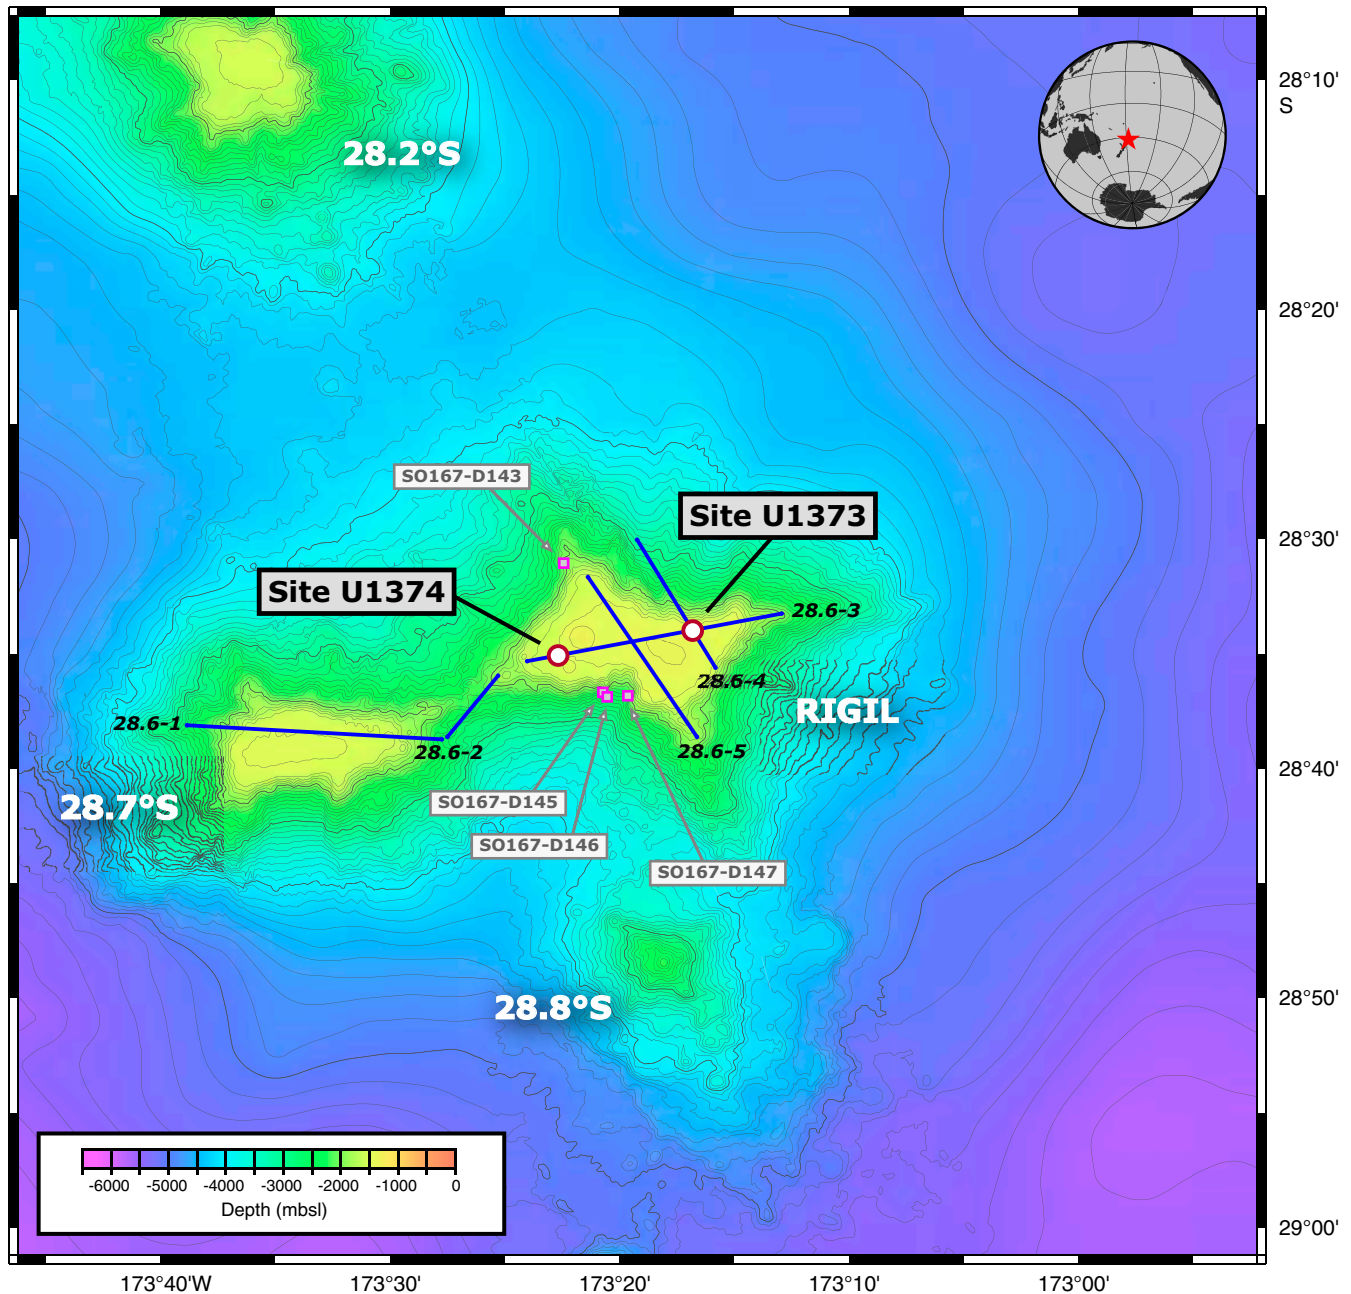 28°10'
S
28.2°S
28°20'
SO167-D143
Site U1373
28°30'
Site U1374
28.6-3
28.6-4
RIGIL
28.6-1
28.6-2
28.6-5
28°40'
28.7°S
SO167-D145
SO167-D146
SO167-D147
28°50'
28.8°S
-6000 -5000 -4000 -3000 -2000 -1000 0
Depth (mbsl)
29°00'
173°40'W 173°30' 173°20' 173°10' 173°00'